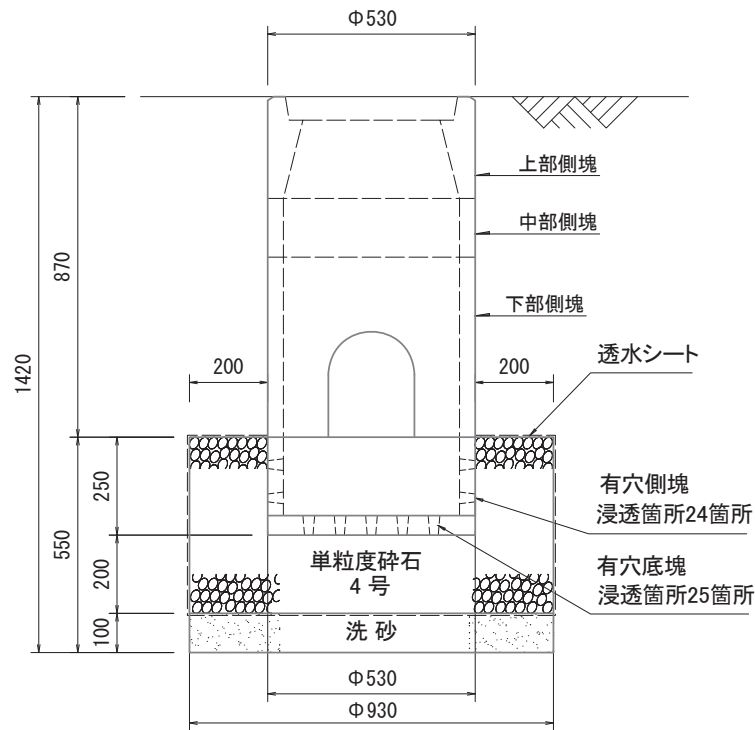 Φ530
上部側塊
中部側塊
870
下部側塊
1420
200
200
透水シート
250
有穴側塊
浸透箇所24箇所
550
200
単粒度砕石
4号
有穴底塊
浸透箇所25箇所
100
洗砂
Φ530
Φ930